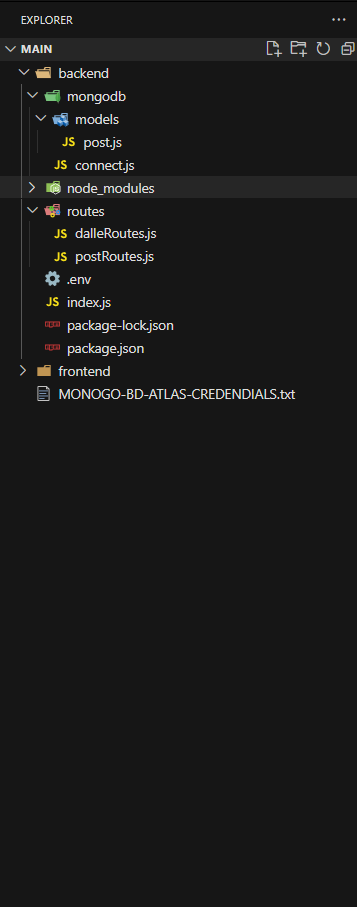 EXPLORER
MAIN
backend
mongodb
models
JS post.js
JS connect.js
node_modules
routes
JS dalleRoutes.js
JS postRoutes.js
.env
JS index.js
package-lock.json
package.json
frontend
MONOGO-BD-ATLAS-CREDENDIALS.txt